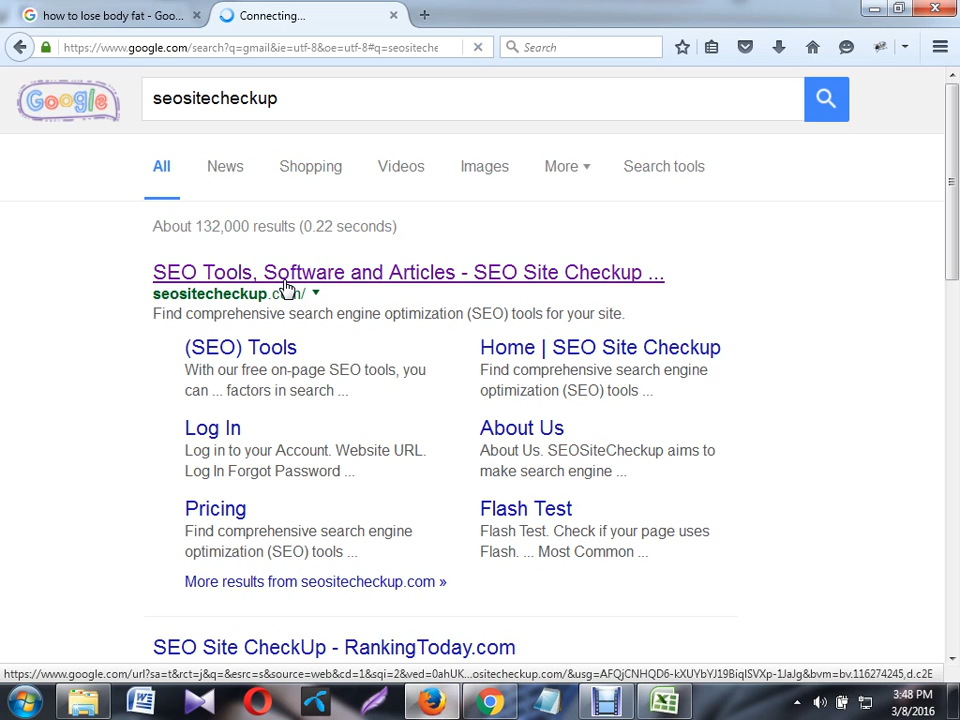 how to lose body fat - Goo...
Connecting...
https://www.google.com/search?q=gmail&ie=utf-8&oe=utf-8#q=seositeche
Search
Google
seositecheckup
All News Shopping Videos Images More Search tools
About 132,000 results (0.22 seconds)
SEO Tools, Software and Articles - SEO Site Checkup ...
seositecheckup.com/
Find comprehensive search engine optimization (SEO) tools for your site.
(SEO) Tools
With our free on-page SEO tools, you
can ... factors in search ...
Home | SEO Site Checkup
Find comprehensive search engine
optimization (SEO) tools ...
Log In
Log in to your Account. Website URL.
Log In Forgot Password ...
About Us
About Us. SEOSiteCheckup aims to
make search engine ...
Pricing
Find comprehensive search engine
optimization (SEO) tools ...
Flash Test
Flash Test. Check if your page uses
Flash. ... Most Common ...
More results from seositecheckup.com »
SEO Site CheckUp - RankingToday.com
https://www.google.com/url?sa=t&rct=j&q=&esrc=s&source=web&cd=1&sqi=2&ved=0ahUK...ositecheckup.com/&usg=AFQjCNHQD6-kXUYbYJ19BiqISVXp-1JaJg&bvm=bv.116274245,d.c2E
3:48 PM
3/8/2016